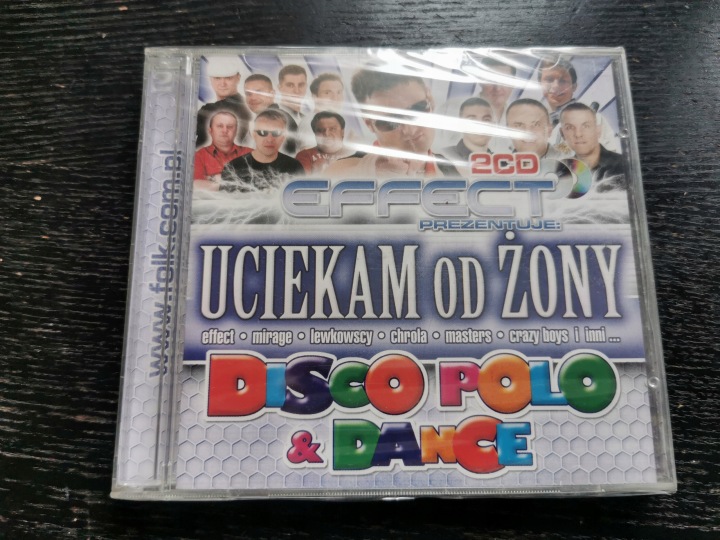 2CD
EFFECT
PREZENTUJE:
UCIEKAM OD ŻONY
effect • mirage • lewkowscy • chrola • masters • crazy boys i inni ...
DISCO POLO
& DANCE
www.folk.com.pl